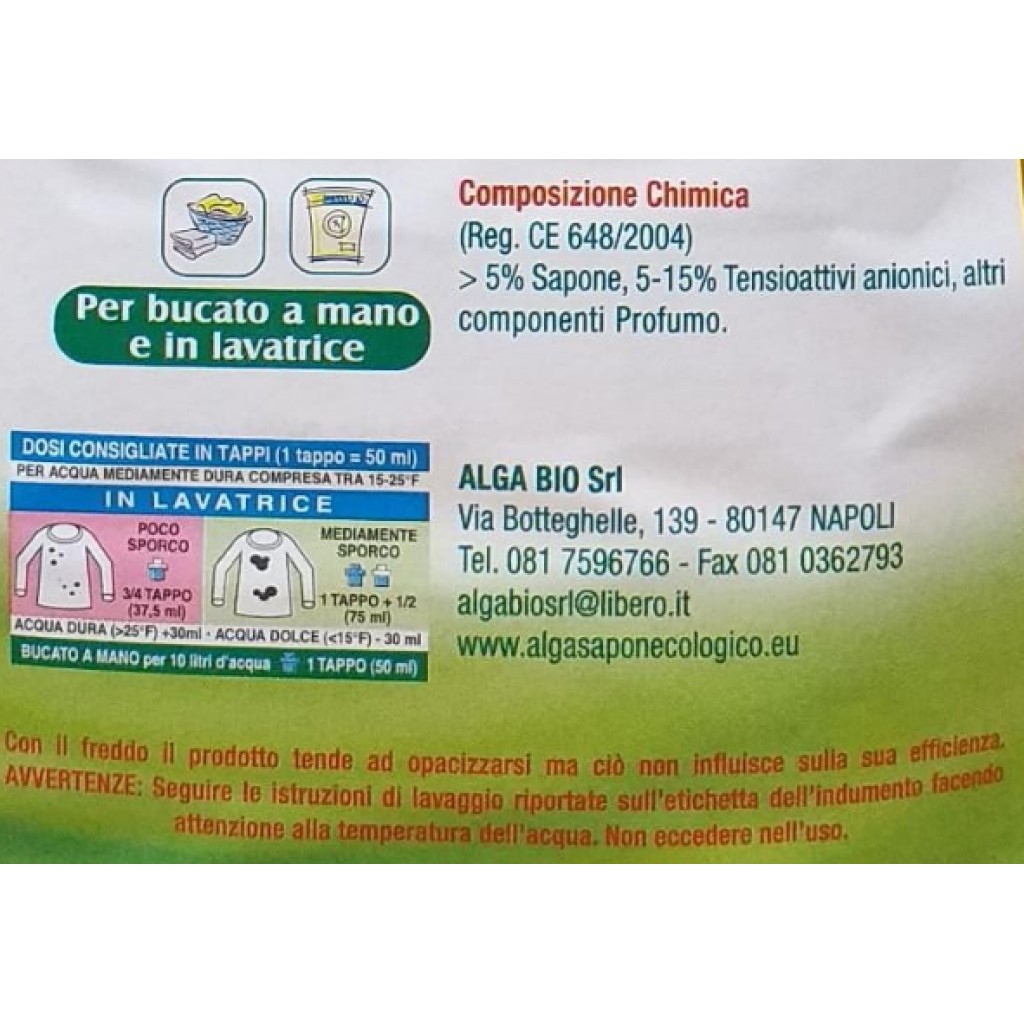 Per bucato a mano
e in lavatrice
Composizione Chimica
(Reg. CE 648/2004)
> 5% Sapone, 5-15% Tensioattivi anionici, altri
componenti Profumo.
DOSI CONSIGLIATE IN TAPPI (1 tappo = 50 ml)
PER ACQUA MEDIAMENTE DURA COMPRESA TRA 15-25°F
IN LAVATRICE
POCO
SPORCO
3/4 TAPPO
(37,5 ml)
MEDIAMENTE
SPORCO
1 TAPPO + 1/2
(75 ml)
ACQUA DURA (>25°F) +30ml - ACQUA DOLCE (<15°F) - 30 ml
BUCATO A MANO per 10 litri d'acqua 1 TAPPO (50 ml)
ALGA BIO Srl
Via Botteghelle, 139 - 80147 NAPOLI
Tel. 081 7596766 - Fax 081 0362793
algabiosrl@libero.it
www.algasaponecologico.eu
Con il freddo il prodotto tende ad opacizzarsi ma ciò non influisce sulla sua efficienza.
AVVERTENZE: Seguire le istruzioni di lavaggio riportate sull'etichetta dell'indumento facendo
attenzione alla temperatura dell'acqua. Non eccedere nell'uso.